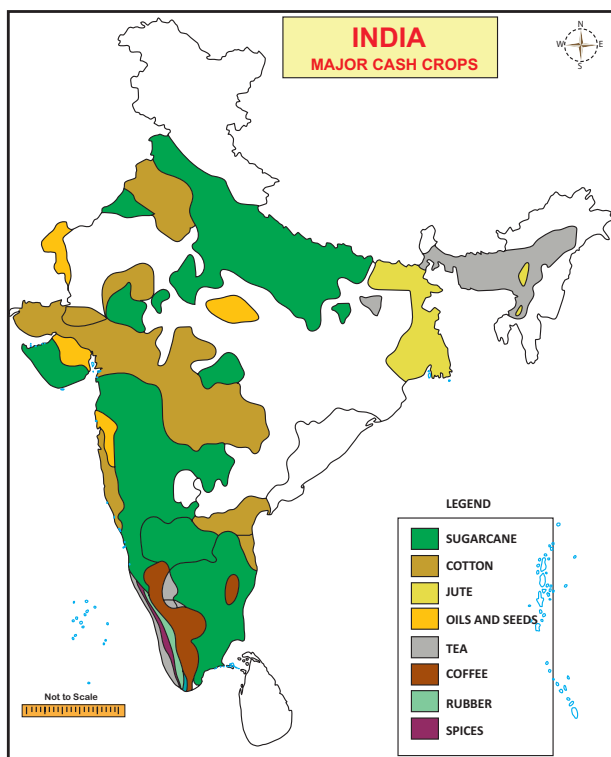 INDIA
MAJOR CASH CROPS
N
W E
S
LEGEND
SUGARCANE
COTTON
JUTE
OILS AND SEEDS
TEA
COFFEE
RUBBER
SPICES
Not to Scale